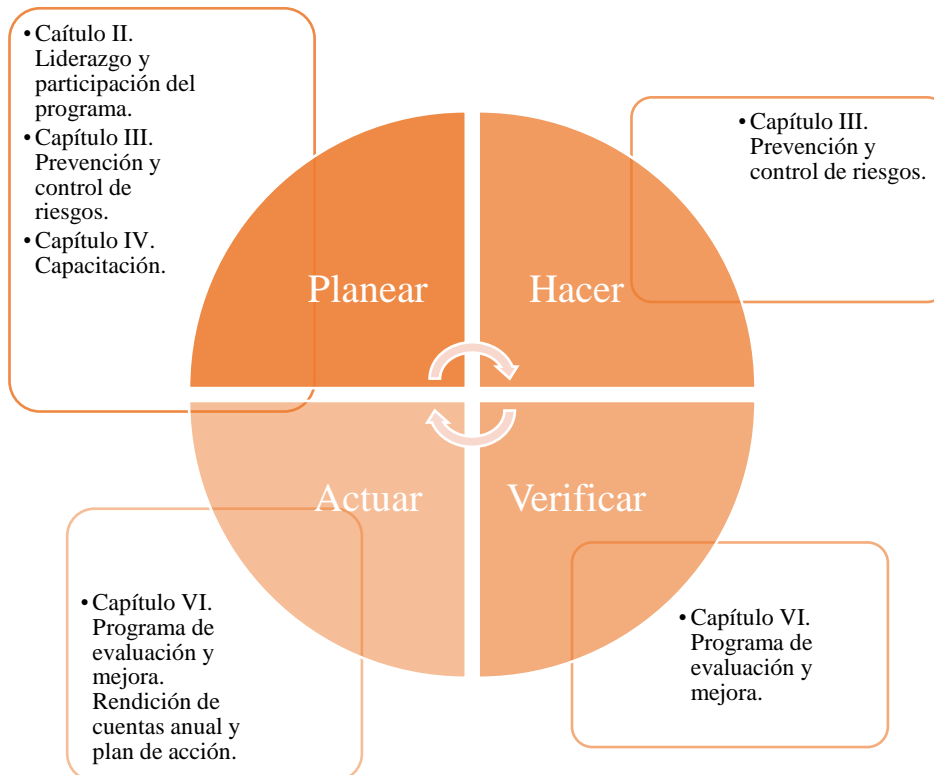 •Caítulo II.
Liderazgo y
participación del
programa.
•Capítulo III.
Prevención y
control de
riesgos.
•Capítulo IV.
Capacitación.
•Capítulo III.
Prevención y
control de riesgos.
Planear
Hacer
Actuar
Verificar
•Capítulo VI.
Programa de
evaluación y
mejora.
Rendición de
cuentas anual y
plan de acción.
•Capítulo VI.
Programa de
evaluación y
mejora.